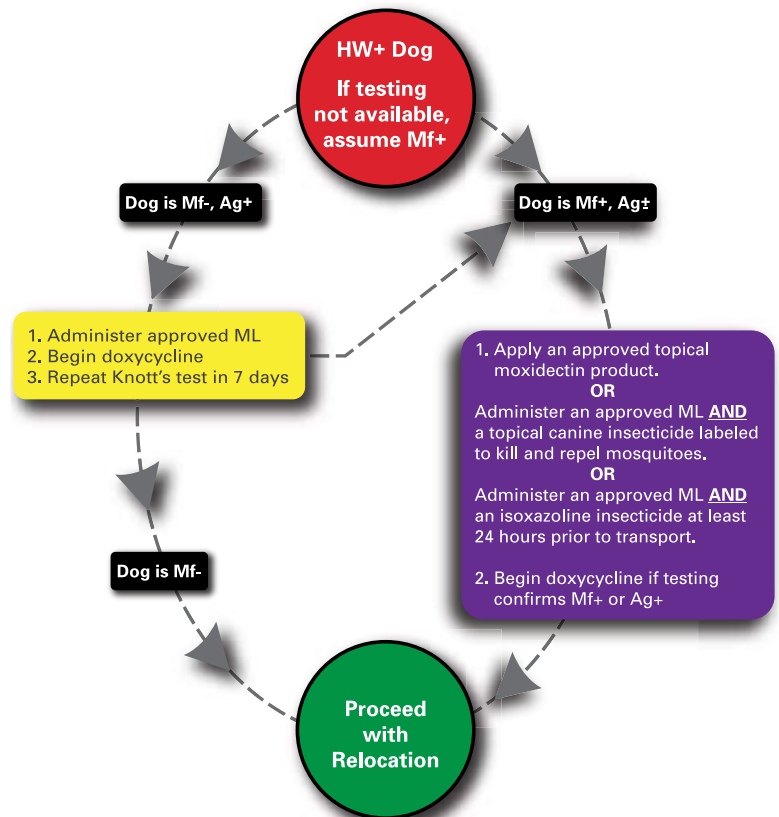 HW+ Dog
If testing
not available,
assume Mf+
Dog is Mf-, Ag+
Dog is Mf+, Ag±
1. Administer approved ML
2. Begin doxycycline
3. Repeat Knott's test in 7 days
1. Apply an approved topical
moxidectin product.
OR
Administer an approved ML AND
a topical canine insecticide labeled
to kill and repel mosquitoes.
OR
Administer an approved ML AND
an isoxazoline insecticide at least
24 hours prior to transport.
2. Begin doxycycline if testing
confirms Mf+ or Ag+
Dog is Mf-
Proceed
with
Relocation